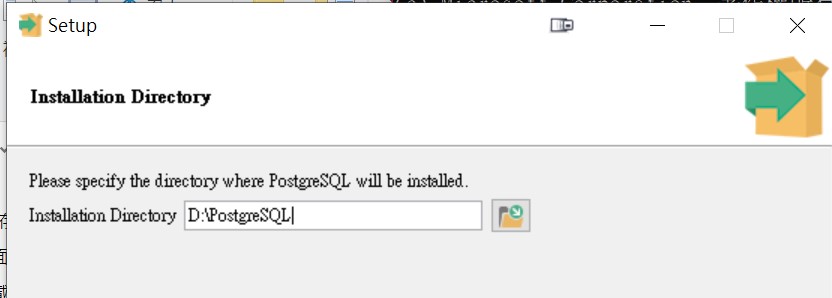 Setup
Installation Directory
Please specify the directory where PostgreSQL will be installed.
Installation Directory D:\PostgreSQL